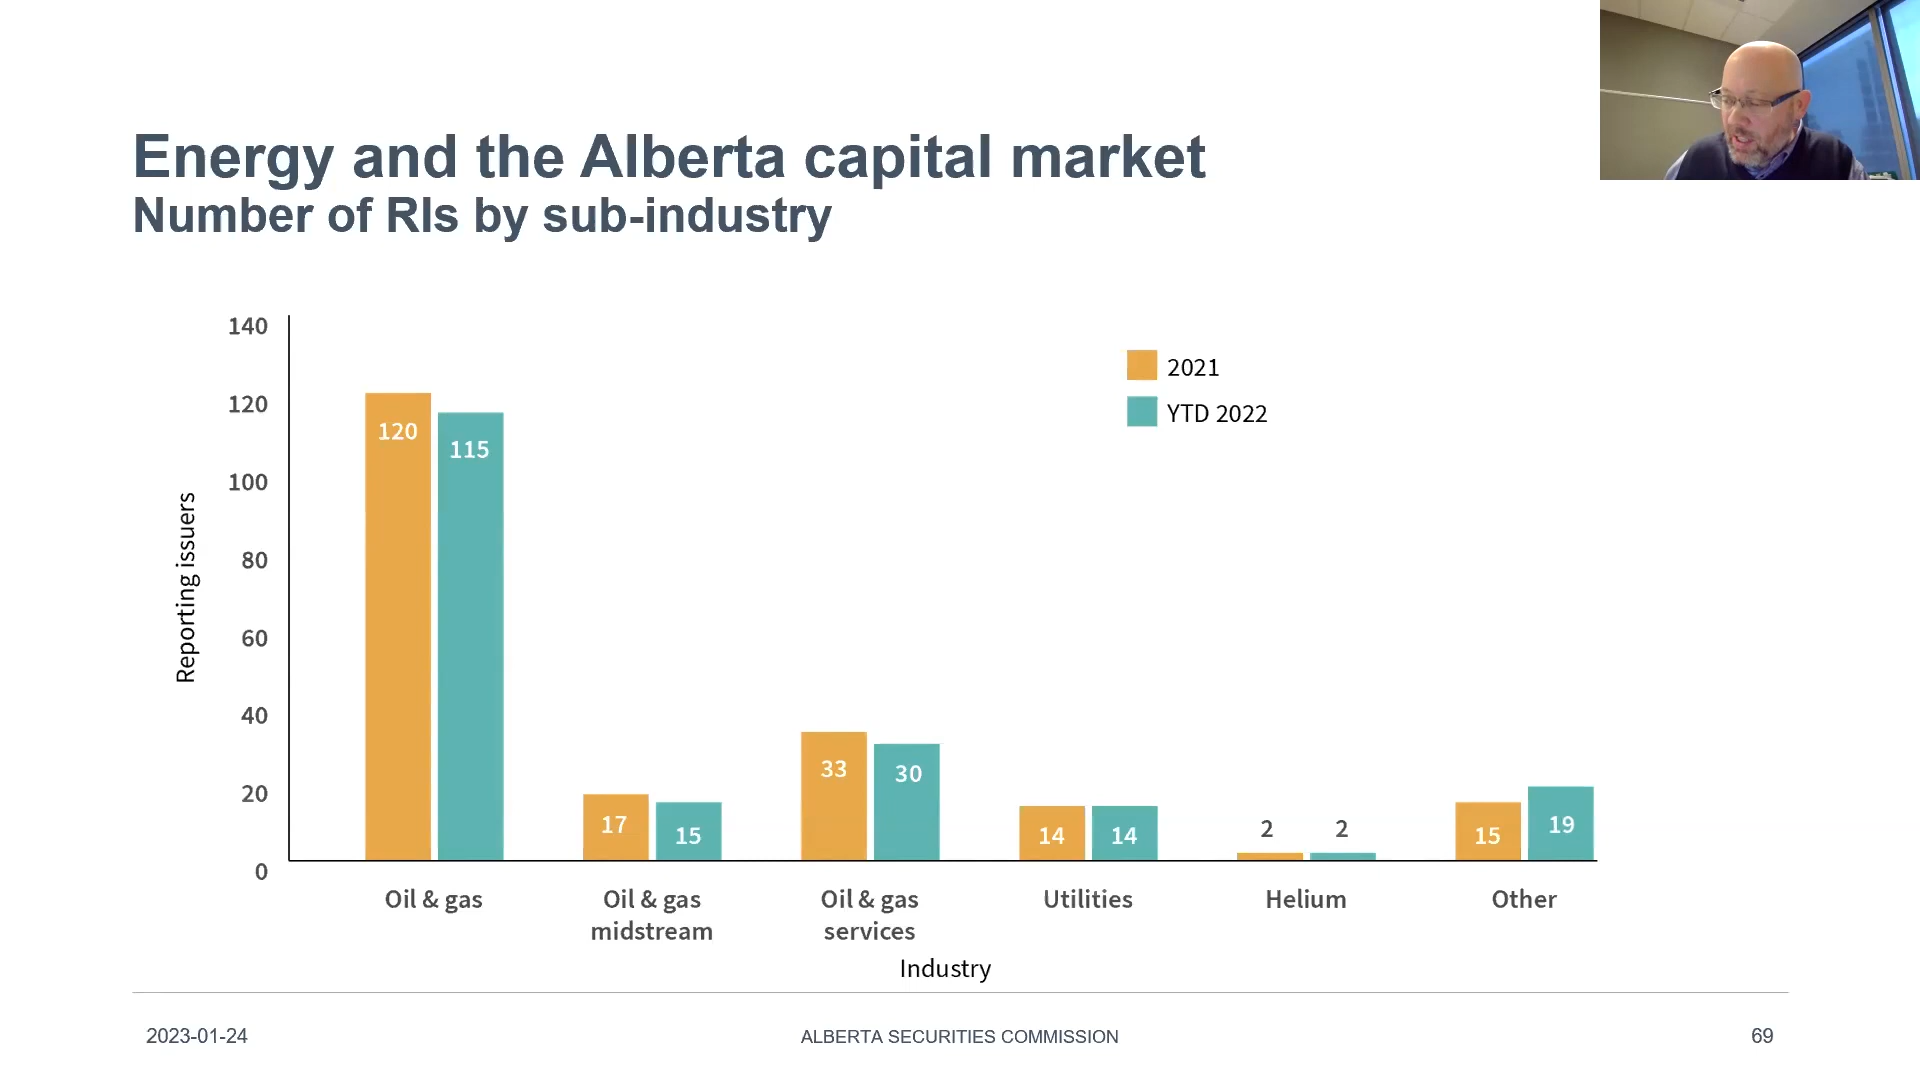 Energy and the Alberta capital market
Number of RIs by sub-industry
140
120
100
80
60
40
20
0
Reporting issuers
2021
YTD 2022
120
115
17
15
33
30
14
14
2
2
15
19
Oil & gas
Oil & gas
midstream
Oil & gas
services
Utilities
Helium
Other
Industry
2023-01-24
ALBERTA SECURITIES COMMISSION
69